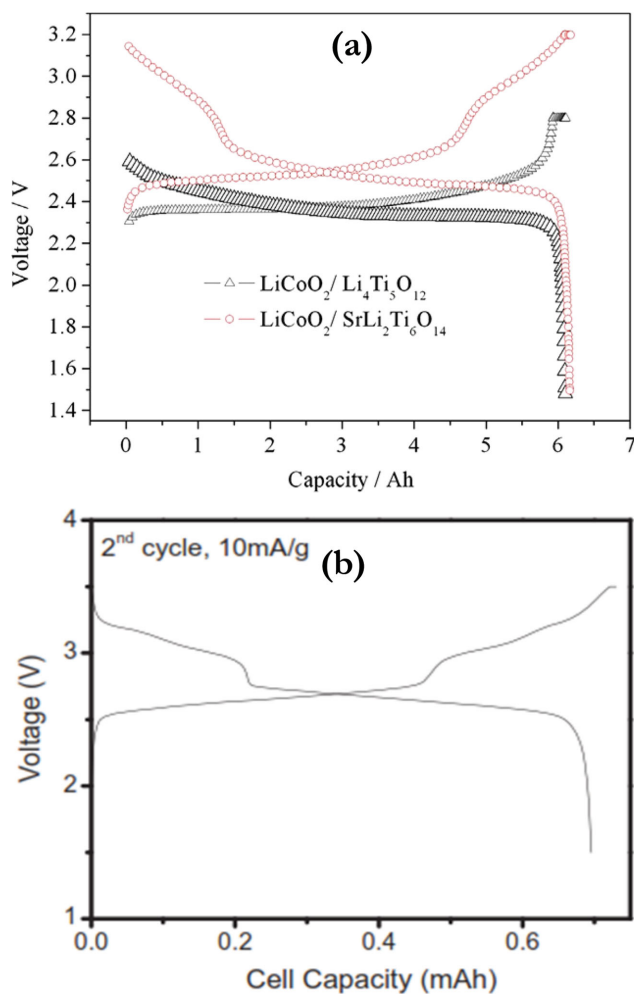 (a)
3.2
3.0
2.8
2.6
2.4
2.2
2.0
1.8
1.6
1.4
Voltage / V
LiCoO₂/ Li₄Ti₅O₁₂
LiCoO₂/ SrLi₂Ti₆O₁₄
0 1 2 3 4 5 6 7
Capacity / Ah
2ⁿᵈ cycle, 10mA/g
(b)
4
3
2
1
Voltage (V)
0.0 0.2 0.4 0.6
Cell Capacity (mAh)